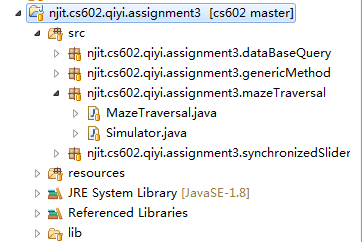 njit.cs602.qiyi.assignment3 [cs602 master]
src
njit.cs602.qiyi.assignment3.dataBaseQuery
njit.cs602.qiyi.assignment3.genericMethod
njit.cs602.qiyi.assignment3.mazeTraversal
MazeTraversal.java
Simulator.java
njit.cs602.qiyi.assignment3.synchronizedSlider
resources
JRE System Library [JavaSE-1.8]
Referenced Libraries
lib